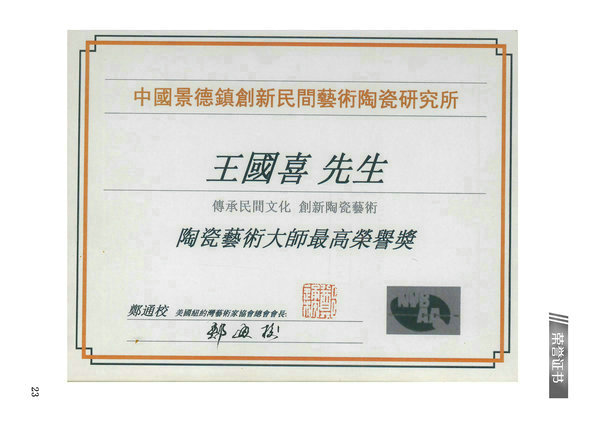 中國景德鎮創新民間藝術陶瓷研究所
王國喜 先生
傳承民間文化 創新陶瓷藝術
陶瓷藝術大師最高榮譽獎
鄭通校 美國紐約灣藝術家協會總會會長:
荣誉证书
23